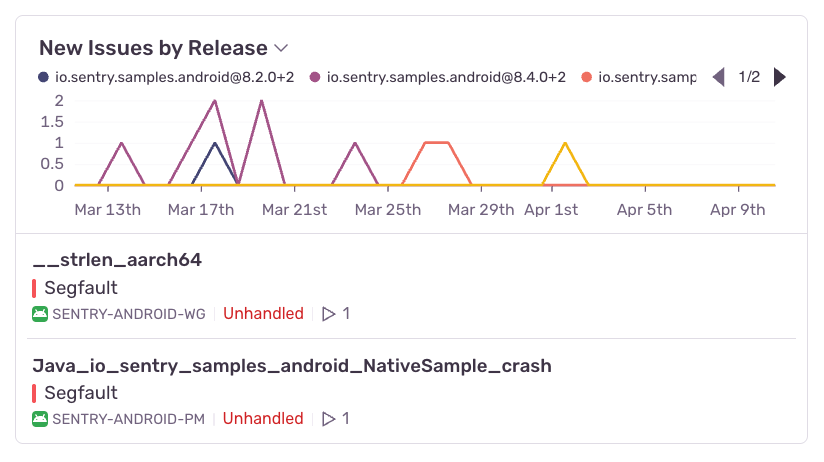 New Issues by Release
io.sentry.samples.android@8.2.0+2 io.sentry.samples.android@8.4.0+2 io.sentry.samp 1/2
2
1.5
1
0.5
0
Mar 13th Mar 17th Mar 21st Mar 25th Mar 29th Apr 1st Apr 5th Apr 9th
__strlen_aarch64
Segfault
SENTRY-ANDROID-WG Unhandled 1
Java_io_sentry_samples_android_NativeSample_crash
Segfault
SENTRY-ANDROID-PM Unhandled 1